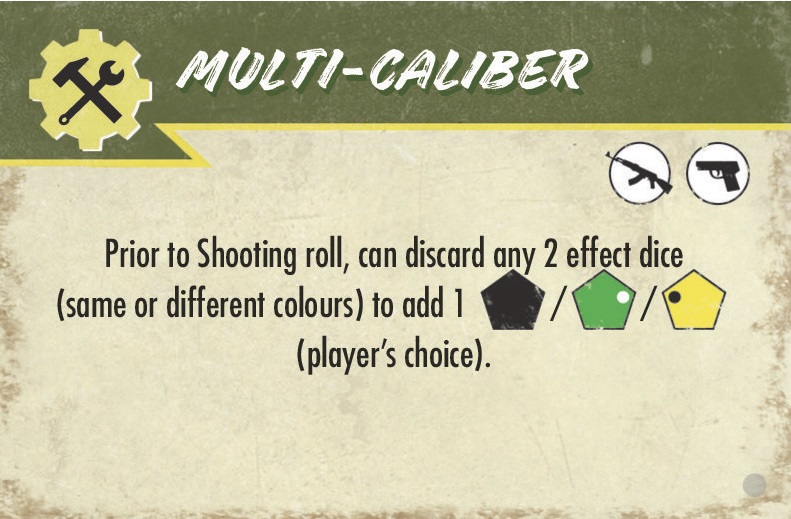 MULTI-CALIBER
Prior to Shooting roll, can discard any 2 effect dice
(same or different colours) to add 1 / /
(player's choice).